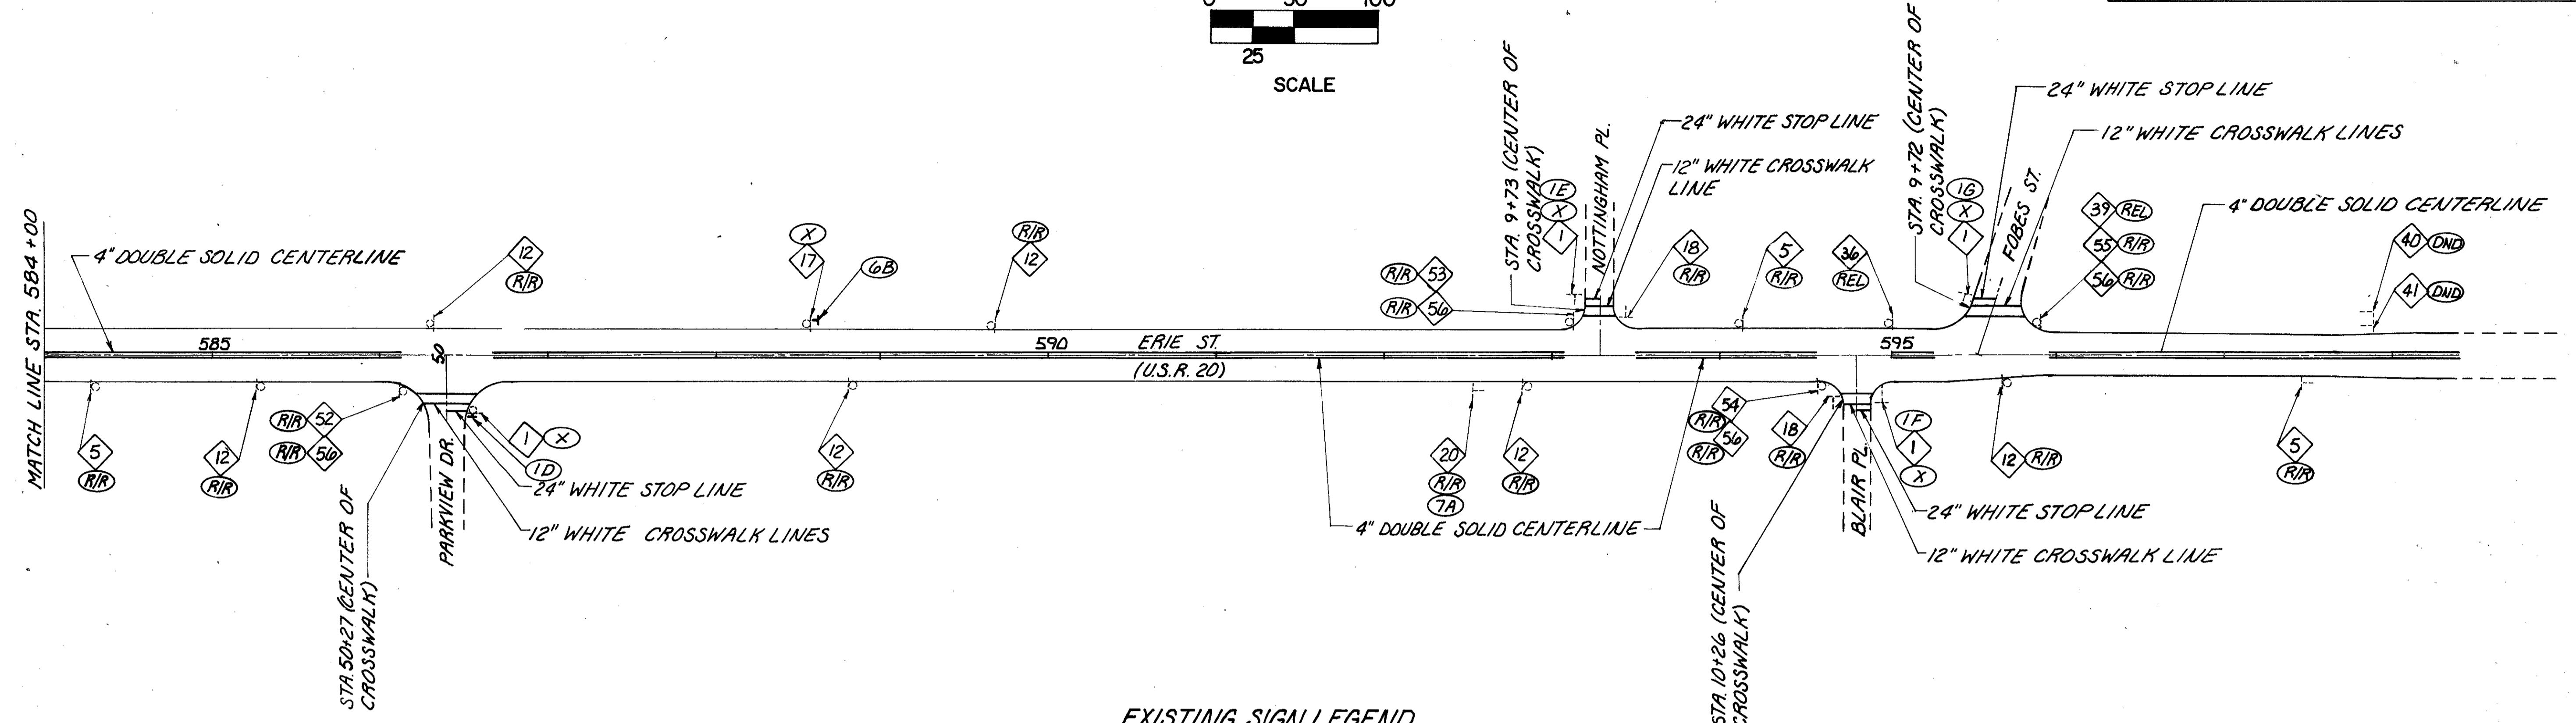 0 50 100
25
SCALE
MATCH LINE STA. 584+00
4" DOUBLE SOLID CENTERLINE
12
R/R
X
17
6B
R/R
12
R/R 53
R/R 56
STA. 9+73 (CENTER OF
CROSSWALK)
1E
X
1
NOTTINGHAM PL.
24" WHITE STOP LINE
12" WHITE CROSSWALK
LINE
18
R/R
5
R/R
36
REL
STA. 9+72 (CENTER OF
CROSSWALK)
1G
X
1
FOBES ST.
24" WHITE STOP LINE
12" WHITE CROSSWALK LINES
39 REL
55 R/R
56 R/R
4" DOUBLE SOLID CENTERLINE
40 DND
41 DND
585
50
590
ERIE ST.
(U.S.R. 20)
595
5
R/R
12
R/R
R/R 52
R/R 56
STA. 50+27 (CENTER OF
CROSSWALK)
PARKVIEW DR.
1 X
1D
24" WHITE STOP LINE
12" WHITE CROSSWALK LINES
12
R/R
4" DOUBLE SOLID CENTERLINE
20
R/R
7A
12
R/R
54
R/R
56
R/R
18
R/R
STA. 10+26 (CENTER OF
CROSSWALK)
BLAIR PL.
1F
1
X
24" WHITE STOP LINE
12" WHITE CROSSWALK LINE
12 R/R
5
R/R
EXISTING SIGN LEGEND